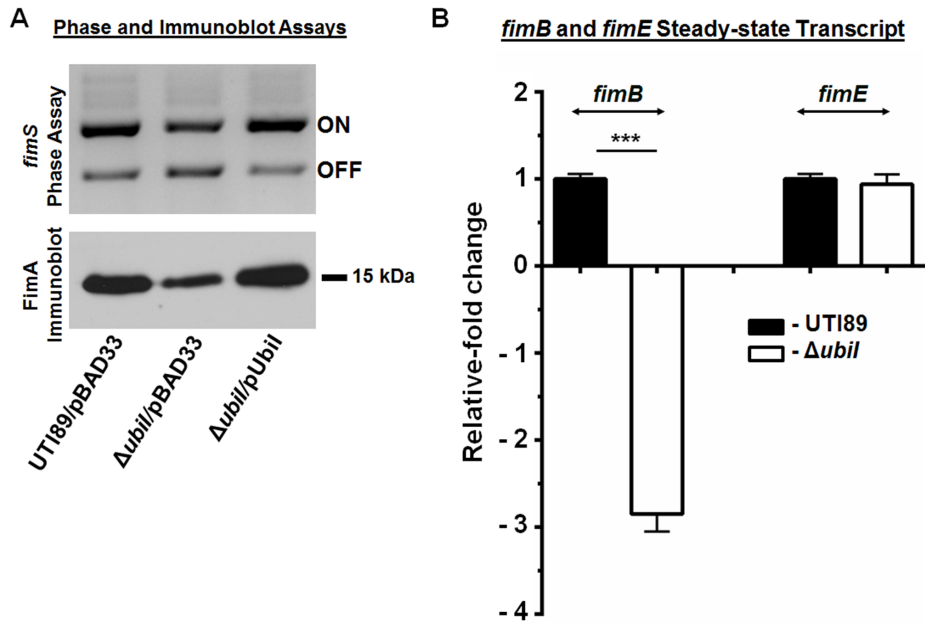 A
Phase and Immunoblot Assays
fimS
Phase Assay
ON
OFF
FimA
Immunoblot
15 kDa
UTI89/pBAD33
ΔubiI/pBAD33
ΔubiI/pUbiI
B
fimB and fimE Steady-state Transcript
Relative-fold change
2
1
0
- 1
- 2
- 3
- 4
fimB
fimE
***
- UTI89
- ΔubiI